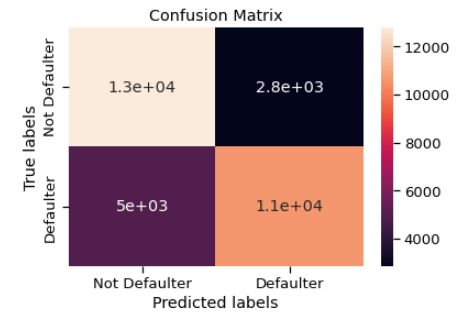 Confusion Matrix
True labels
Not Defaulter
Defaulter
1.3e+04
2.8e+03
5e+03
1.1e+04
Not Defaulter
Defaulter
Predicted labels
12000
10000
8000
6000
4000